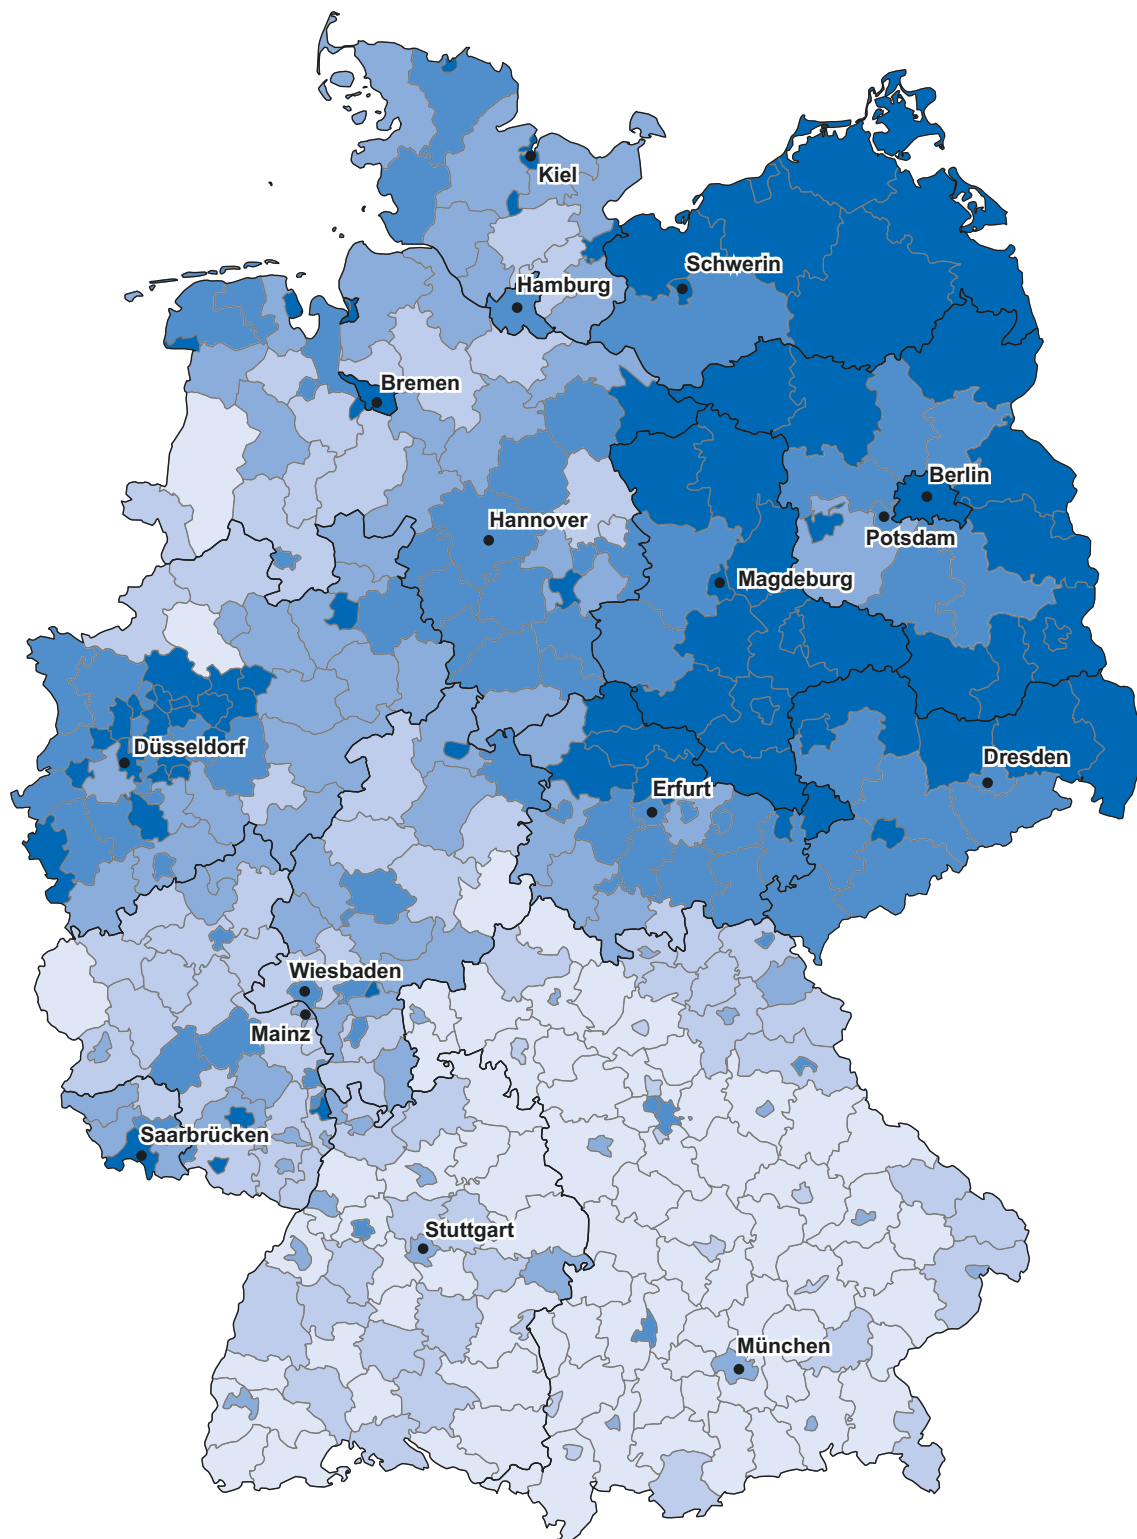 Kiel
Schwerin
Hamburg
Bremen
Berlin
Hannover
Potsdam
Magdeburg
Düsseldorf
Dresden
Erfurt
Wiesbaden
Mainz
Saarbrücken
Stuttgart
München